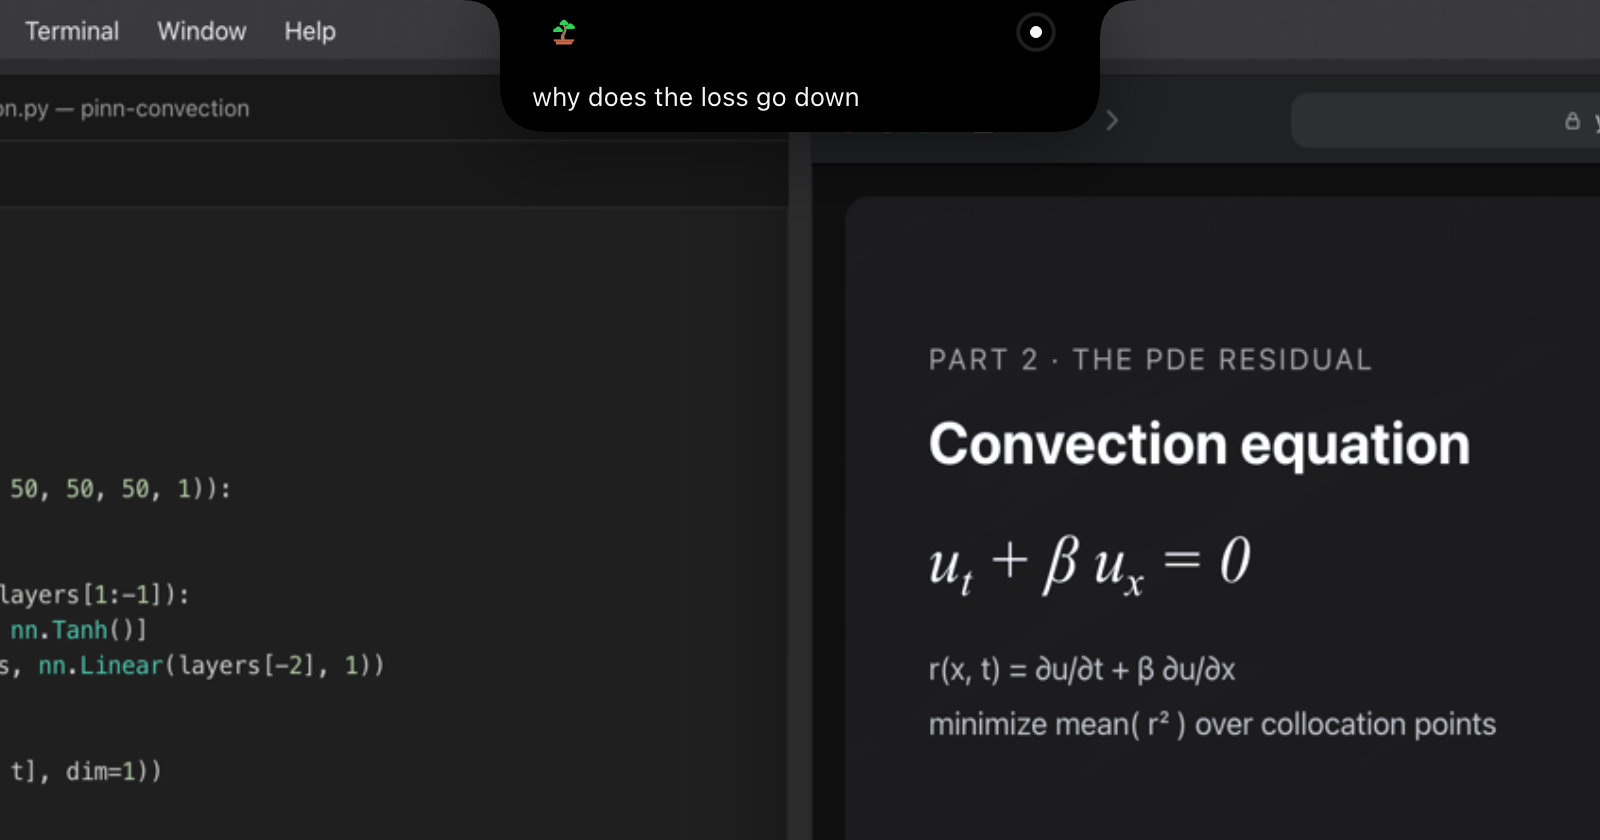 Terminal Window Help
why does the loss go down
on.py — pinn-convection
50, 50, 50, 1)):
layers[1:-1]):
nn.Tanh()]
s, nn.Linear(layers[-2], 1))
t], dim=1))
PART 2 · THE PDE RESIDUAL
Convection equation
u_t + β u_x = 0
r(x, t) = ∂u/∂t + β ∂u/∂x
minimize mean( r² ) over collocation points